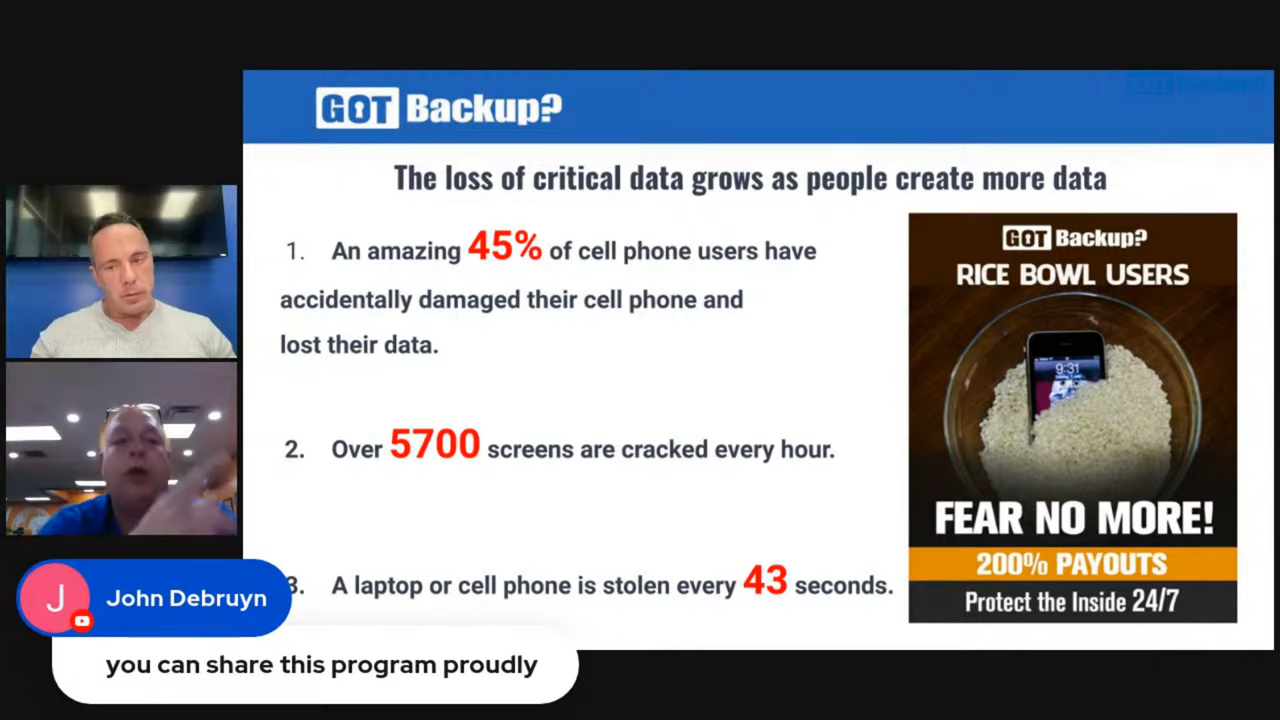 GOT Backup?
GOT Backup?
The loss of critical data grows as people create more data
1. An amazing 45% of cell phone users have
accidentally damaged their cell phone and
lost their data.
2. Over 5700 screens are cracked every hour.
3. A laptop or cell phone is stolen every 43 seconds.
GOT Backup?
RICE BOWL USERS
9:31
FEAR NO MORE!
200% PAYOUTS
Protect the Inside 24/7
J
John Debruyn
you can share this program proudly